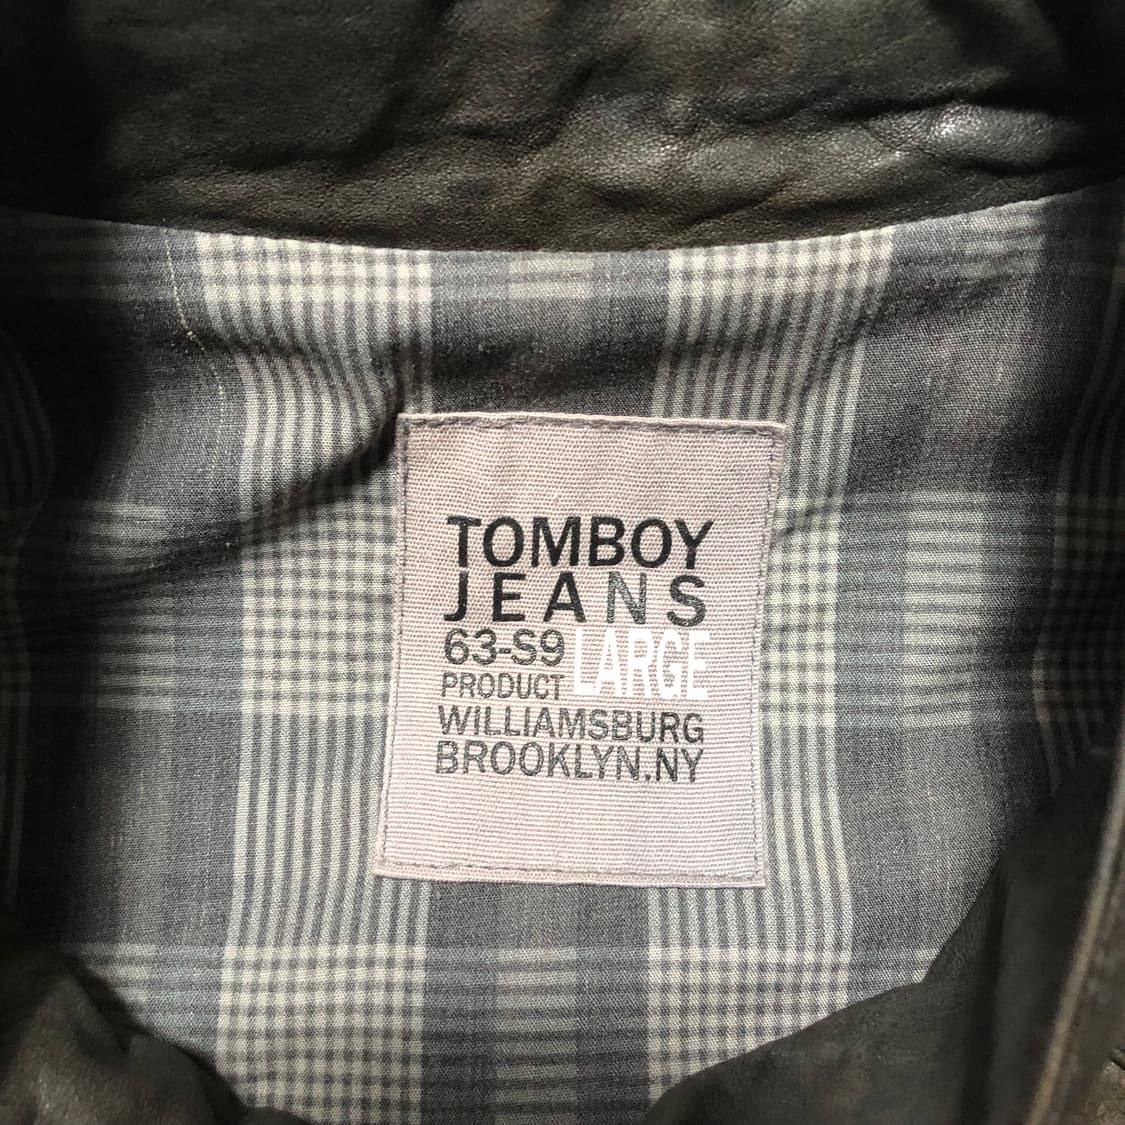 TOMBOY
JEANS
63-S9 LARGE
PRODUCT
WILLIAMSBURG
BROOKLYN.NY